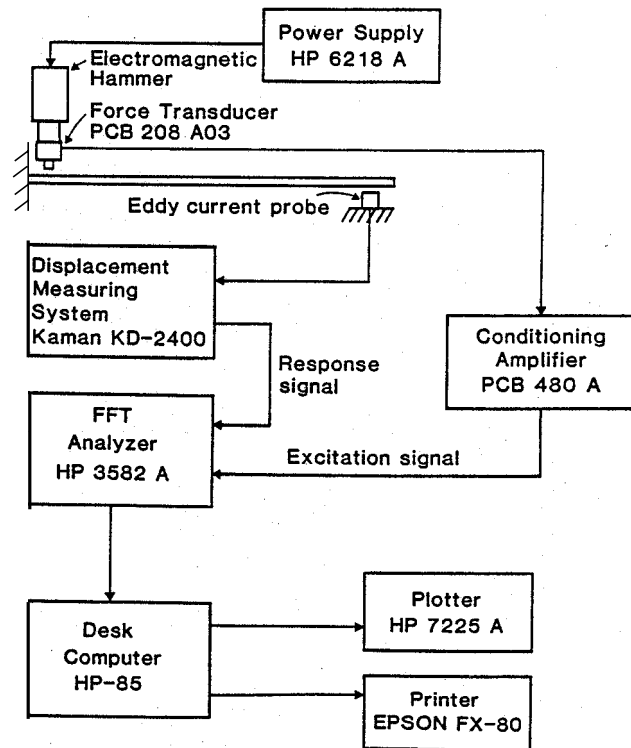 Power Supply
HP 6218 A
Electromagnetic
Hammer
Force Transducer
PCB 208 A03
Eddy current probe
Displacement
Measuring
System
Kaman KD-2400
Conditioning
Amplifier
PCB 480 A
Response
signal
FFT
Analyzer
HP 3582 A
Excitation signal
Desk
Computer
HP-85
Plotter
HP 7225 A
Printer
EPSON FX-80